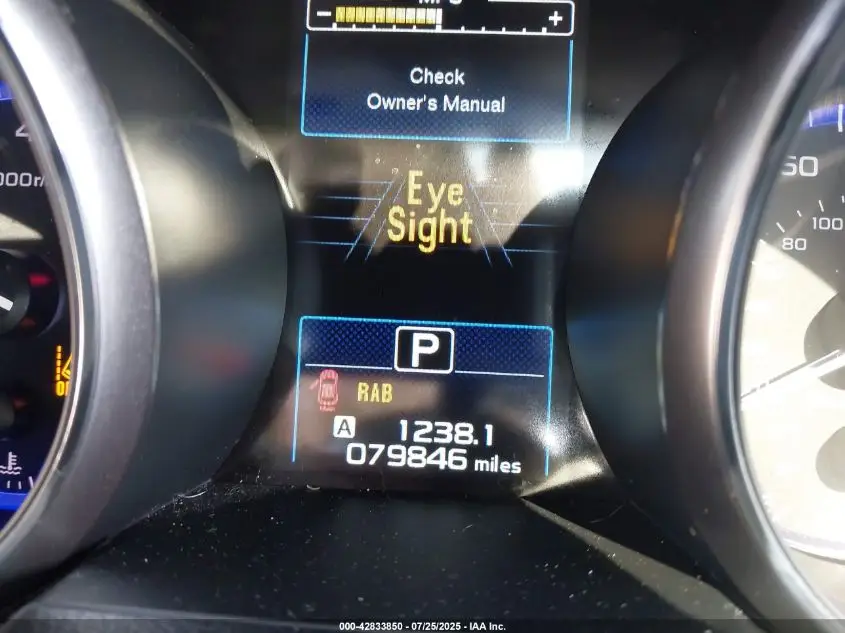 − +
Check
Owner's Manual
Eye
Sight
P
RAB
A 1238.1
079846 miles
80
100
000-42833850 / 07/25/2025 - IAA Inc.